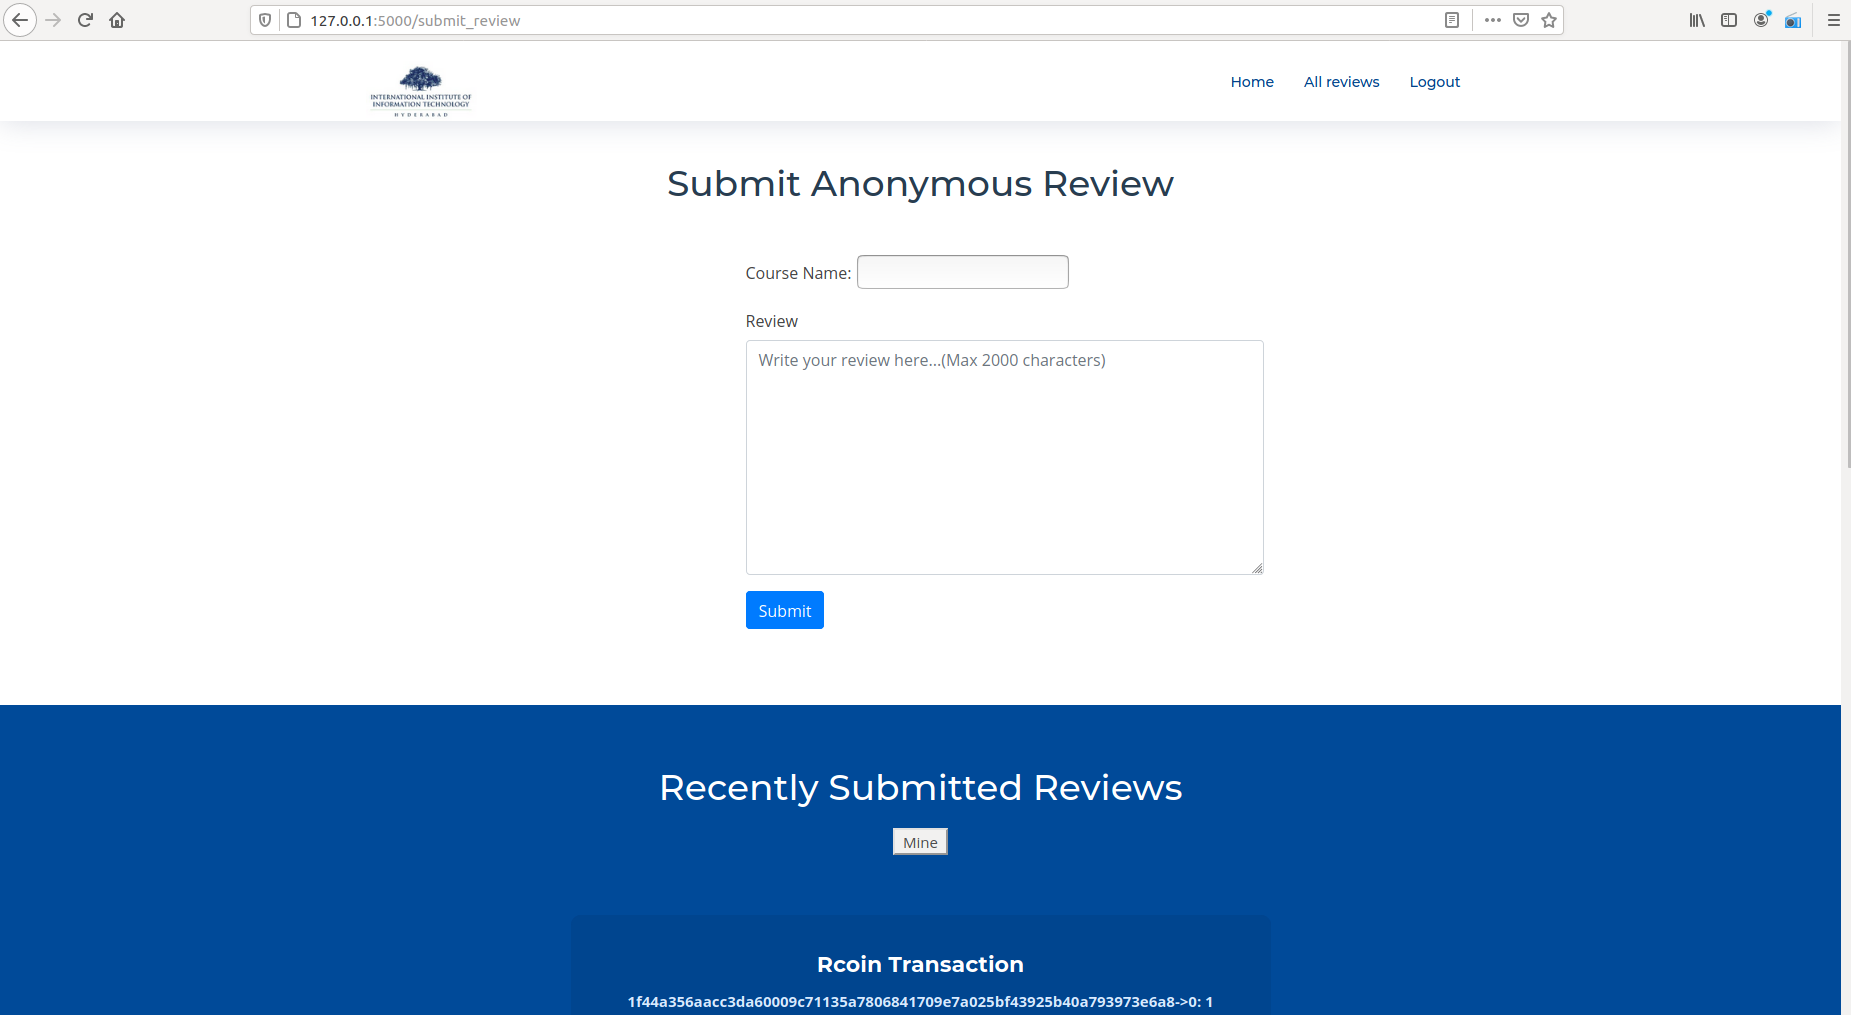 127.0.0.1:5000/submit_review
INTERNATIONAL INSTITUTE OF
INFORMATION TECHNOLOGY
HYDERABAD
Home All reviews Logout
Submit Anonymous Review
Course Name:
Review
Write your review here...(Max 2000 characters)
Submit
Recently Submitted Reviews
Mine
Rcoin Transaction
1f44a356aacc3da60009c71135a7806841709e7a025bf43925b40a793973e6a8->0: 1